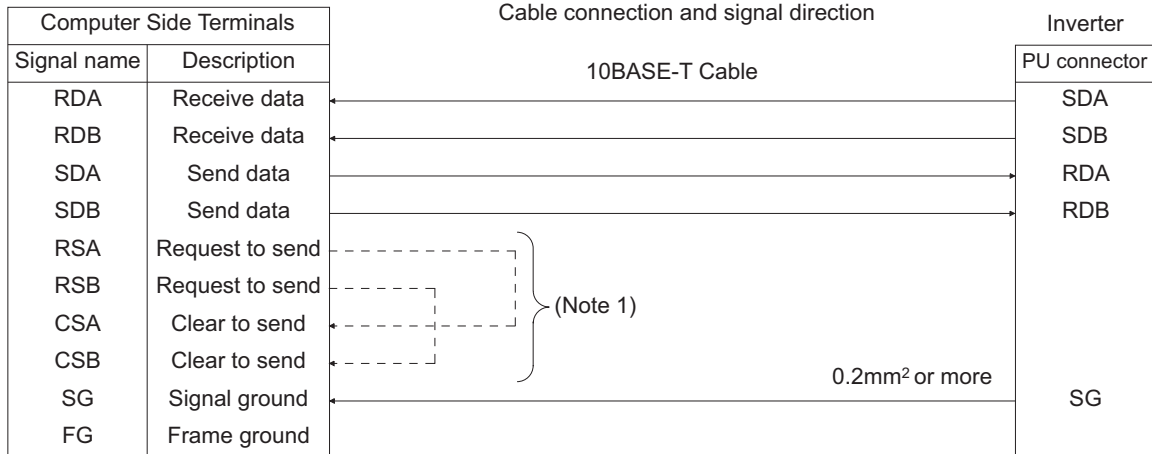 Cable connection and signal direction
Computer Side Terminals
Inverter
Signal name Description
10BASE-T Cable
PU connector
RDA Receive data SDA
RDB Receive data SDB
SDA Send data RDA
SDB Send data RDB
RSA Request to send
RSB Request to send
(Note 1)
CSA Clear to send
CSB Clear to send
0.2mm² or more
SG Signal ground SG
FG Frame ground